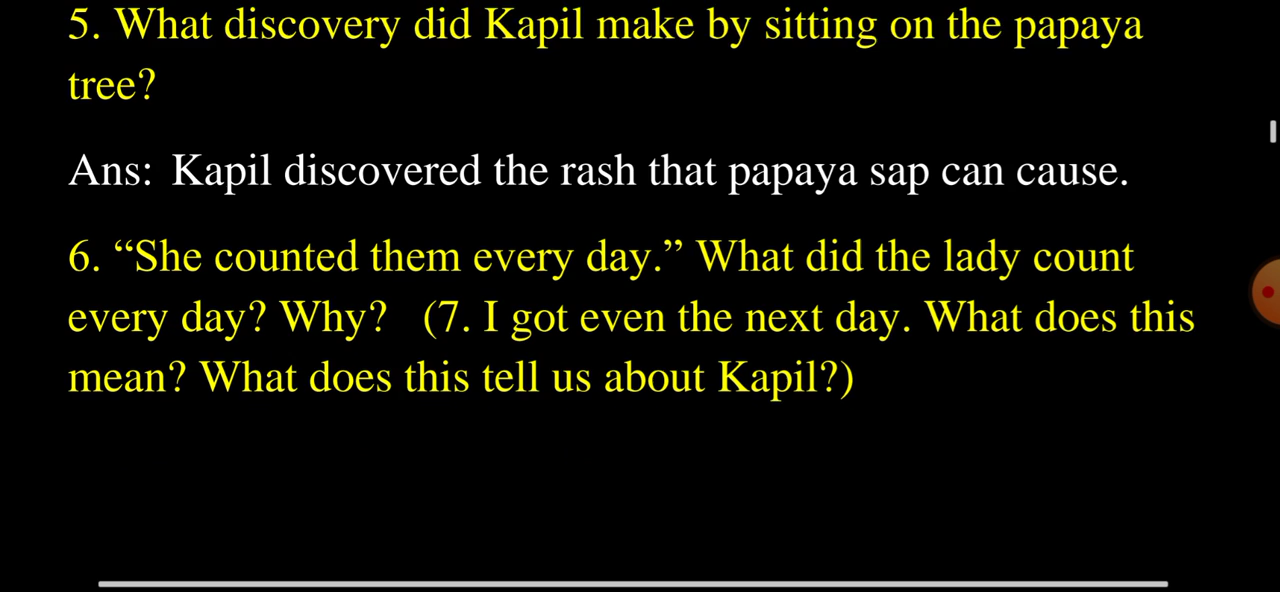 5. What discovery did Kapil make by sitting on the papaya
tree?
Ans: Kapil discovered the rash that papaya sap can cause.
6. “She counted them every day.” What did the lady count
every day? Why? (7. I got even the next day. What does this
mean? What does this tell us about Kapil?)